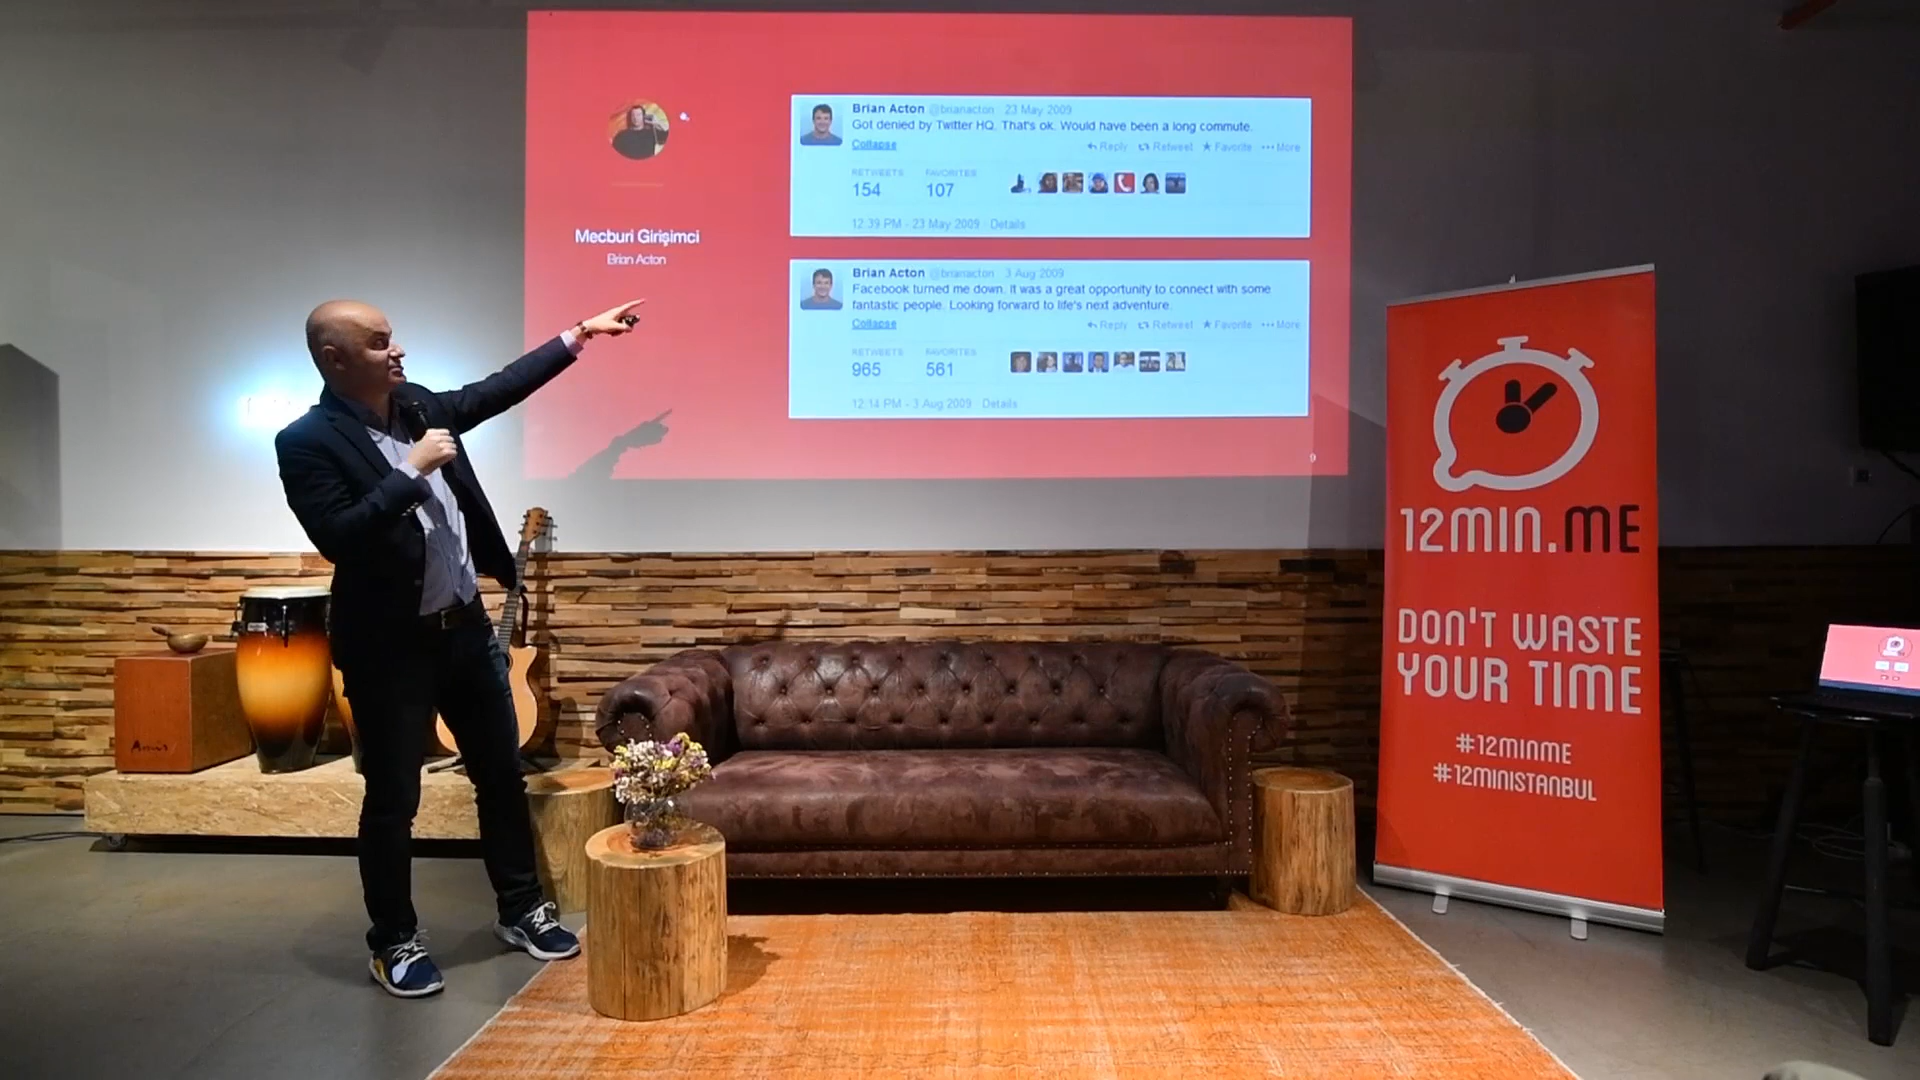 Mecburi Girişimci
Brian Acton
Brian Acton @brianacton 23 May 2009
Got denied by Twitter HQ. That's ok. Would have been a long commute.
Collapse
Reply Retweet Favorite More
RETWEETS FAVORITES
154 107
12:39 PM - 23 May 2009 · Details
Brian Acton @brianacton 3 Aug 2009
Facebook turned me down. It was a great opportunity to connect with some
fantastic people. Looking forward to life's next adventure.
Collapse
Reply Retweet Favorite More
RETWEETS FAVORITES
965 561
12:14 PM - 3 Aug 2009 · Details
9
12MIN.ME
DON'T WASTE
YOUR TIME
#12MINME
#12MINISTANBUL